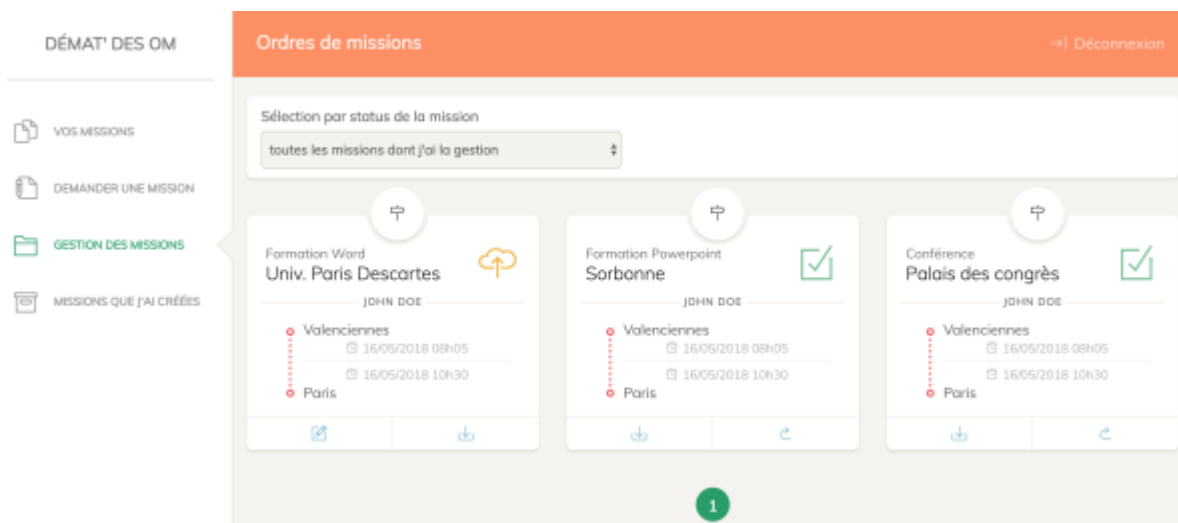 DÉMAT' DES OM
Ordres de missions
Déconnexion
VOS MISSIONS
DEMANDER UNE MISSION
GESTION DES MISSIONS
MISSIONS QUE J'AI CRÉÉES
Sélection par status de la mission
toutes les missions dont j'ai la gestion
Formation Word
Univ. Paris Descartes
JOHN DOE
Valenciennes
16/05/2018 08h05
16/05/2018 10h30
Paris
Formation Powerpoint
Sorbonne
JOHN DOE
Valenciennes
16/05/2018 08h05
16/05/2018 10h30
Paris
Conférence
Palais des congrès
JOHN DOE
Valenciennes
16/05/2018 08h05
16/05/2018 10h30
Paris
1